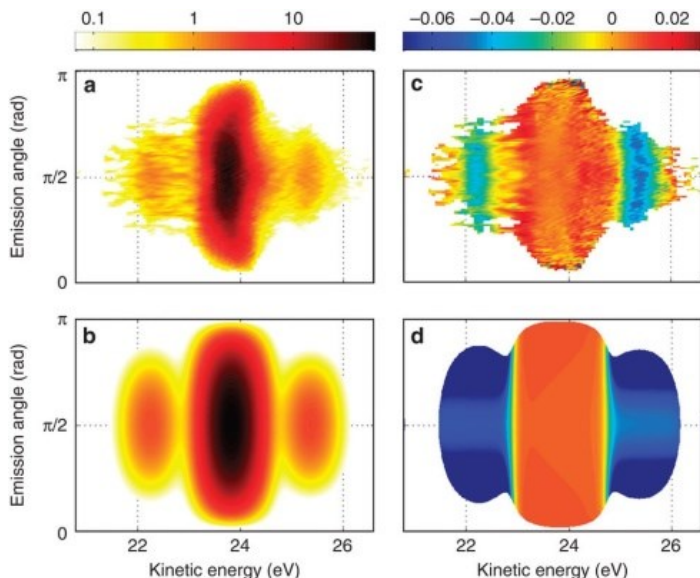 0.1 1 10
−0.06 −0.04 −0.02 0 0.02
Emission angle (rad)
π
π/2
0
a
c
Emission angle (rad)
π
π/2
0
b
d
22 24 26
22 24 26
Kinetic energy (eV)
Kinetic energy (eV)